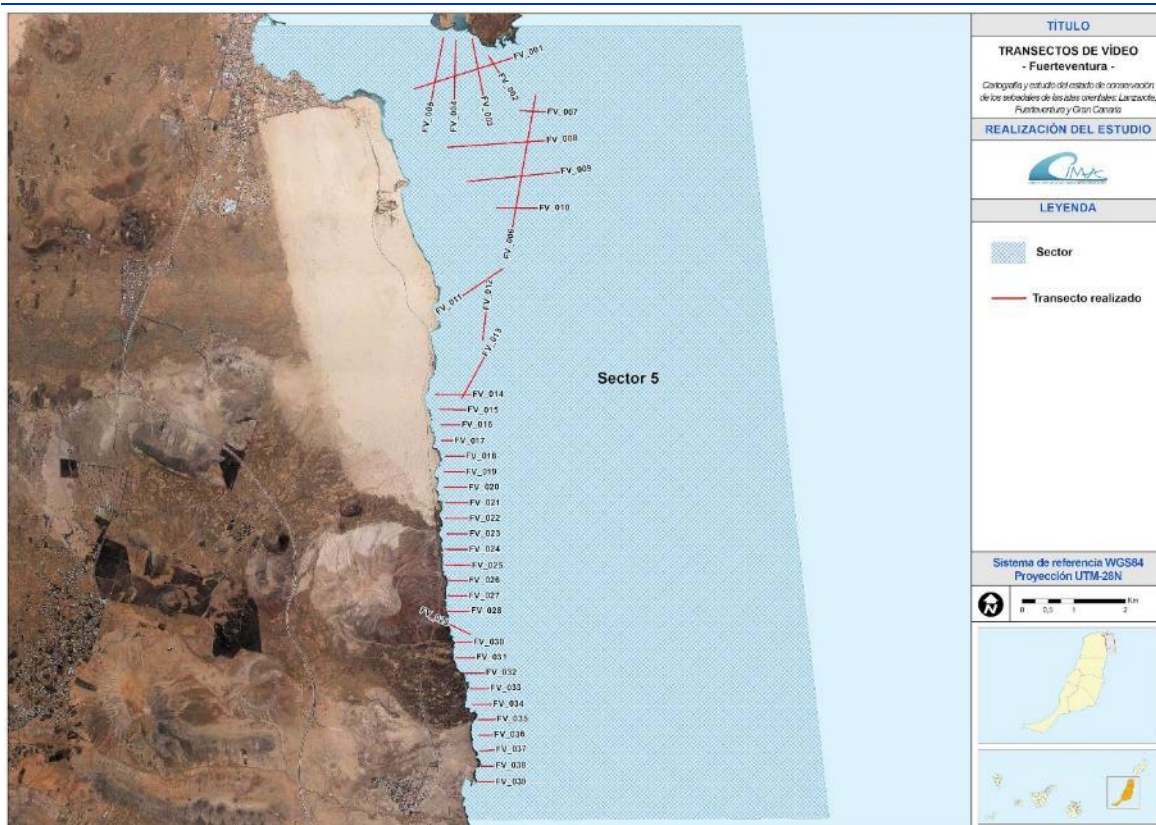 TÍTULO
TRANSECTOS DE VÍDEO
- Fuerteventura -
Cartografía y estudio del estado de conservación
de los sebadales de las islas orientales: Lanzarote,
Fuerteventura y Gran Canaria
REALIZACIÓN DEL ESTUDIO
CIMA
LEYENDA
Sector
Transecto realizado
Sistema de referencia WGS84
Proyección UTM-28N
N
Km
0 0,5 1 2
Sector 5
FV_001
FV_002
FV_003
FV_004
FV_005
FV_007
FV_008
FV_009
FV_010
FV_006
FV_011
FV_012
FV_013
FV_014
FV_015
FV_016
FV_017
FV_018
FV_019
FV_020
FV_021
FV_022
FV_023
FV_024
FV_025
FV_026
FV_027
FV_028
FV_030
FV_031
FV_032
FV_033
FV_034
FV_035
FV_036
FV_037
FV_038
FV_039